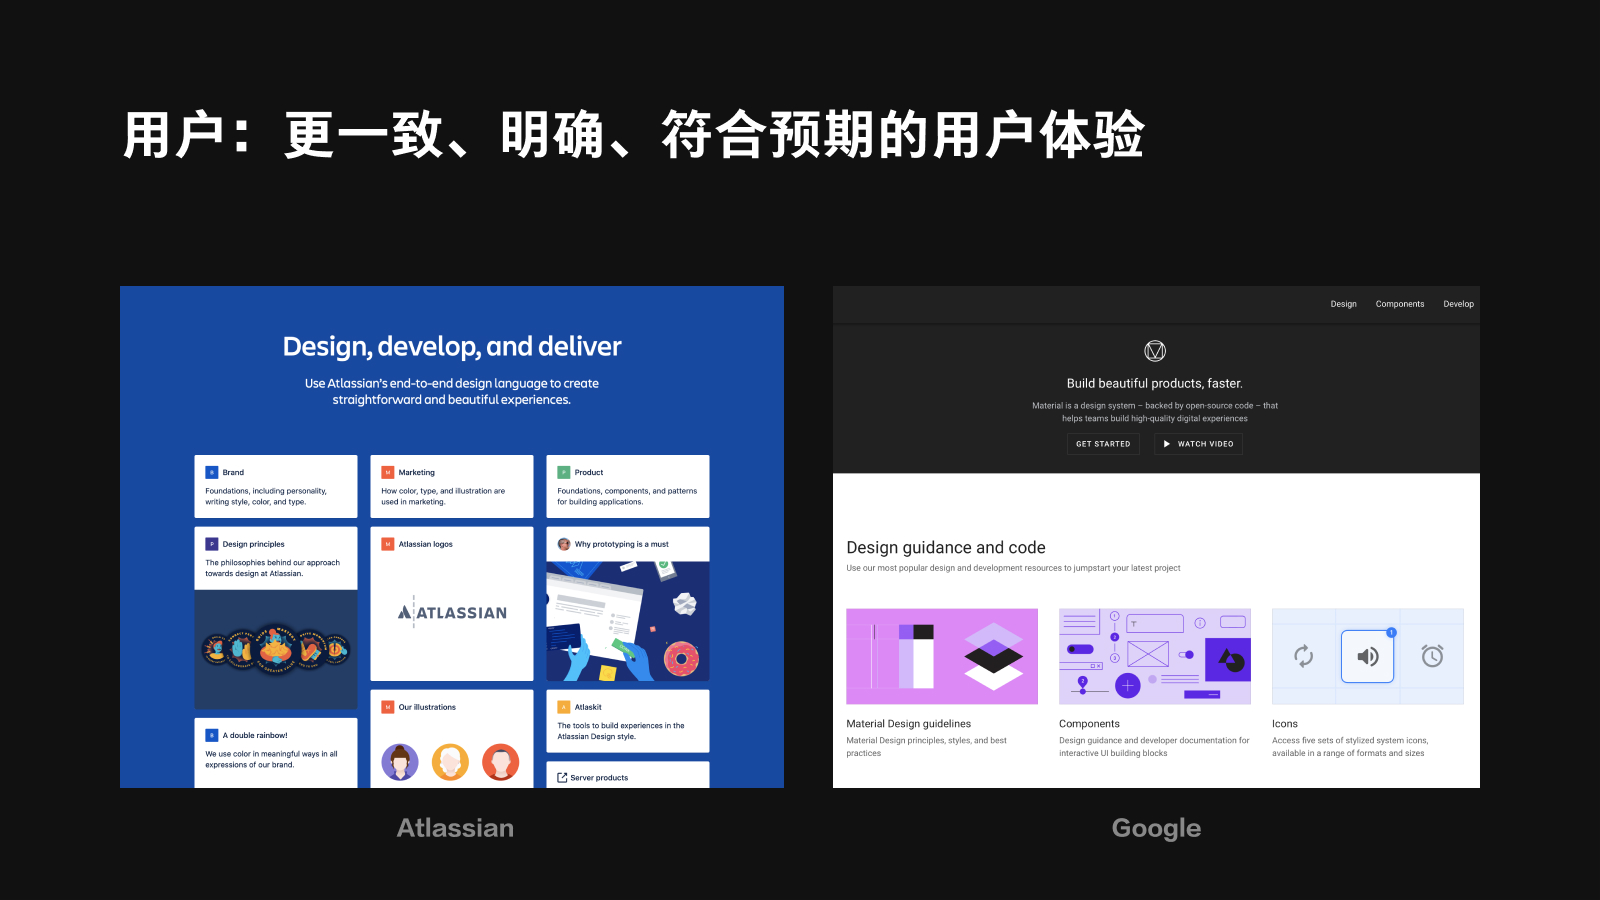 用户：更一致、明确、符合预期的用户体验
Design, develop, and deliver
Use Atlassian's end-to-end design language to create
straightforward and beautiful experiences.
B Brand
Foundations, including personality,
writing style, color, and type.
M Marketing
How color, type, and illustration are
used in marketing.
P Product
Foundations, components, and patterns
for building applications.
P Design principles
The philosophies behind our approach
towards design at Atlassian.
M Atlassian logos
ATLASSIAN
Why prototyping is a must
B A double rainbow!
We use color in meaningful ways in all
expressions of our brand.
M Our illustrations
A Atlaskit
The tools to build experiences in the
Atlassian Design style.
Server products
Atlassian
Design Components Develop
Build beautiful products, faster.
Material is a design system – backed by open-source code – that
helps teams build high-quality digital experiences
GET STARTED WATCH VIDEO
Design guidance and code
Use our most popular design and development resources to jumpstart your latest project
1
Material Design guidelines
Material Design principles, styles, and best
practices
Components
Design guidance and developer documentation for
interactive UI building blocks
Icons
Access five sets of stylized system icons,
available in a range of formats and sizes
Google